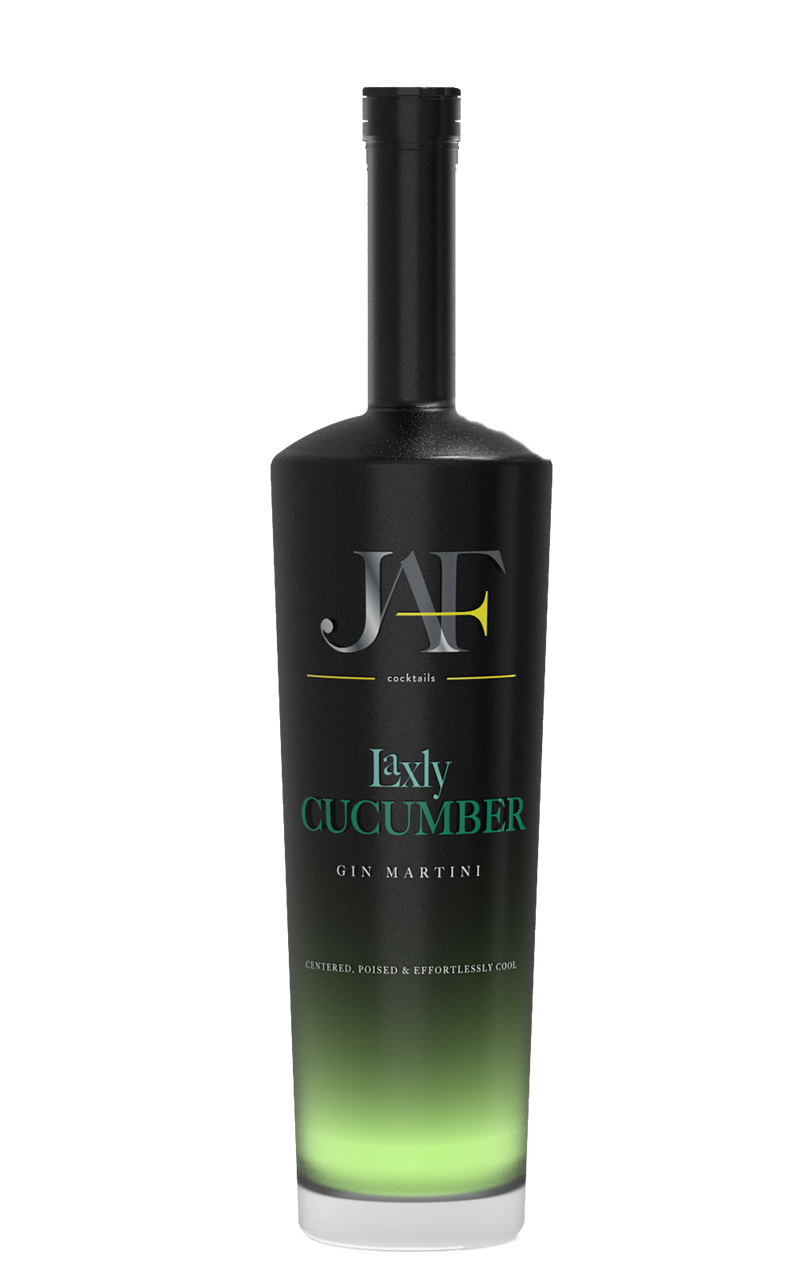 JAF
cocktails
Laxly
CUCUMBER
GIN MARTINI
CENTERED, POISED & EFFORTLESSLY COOL